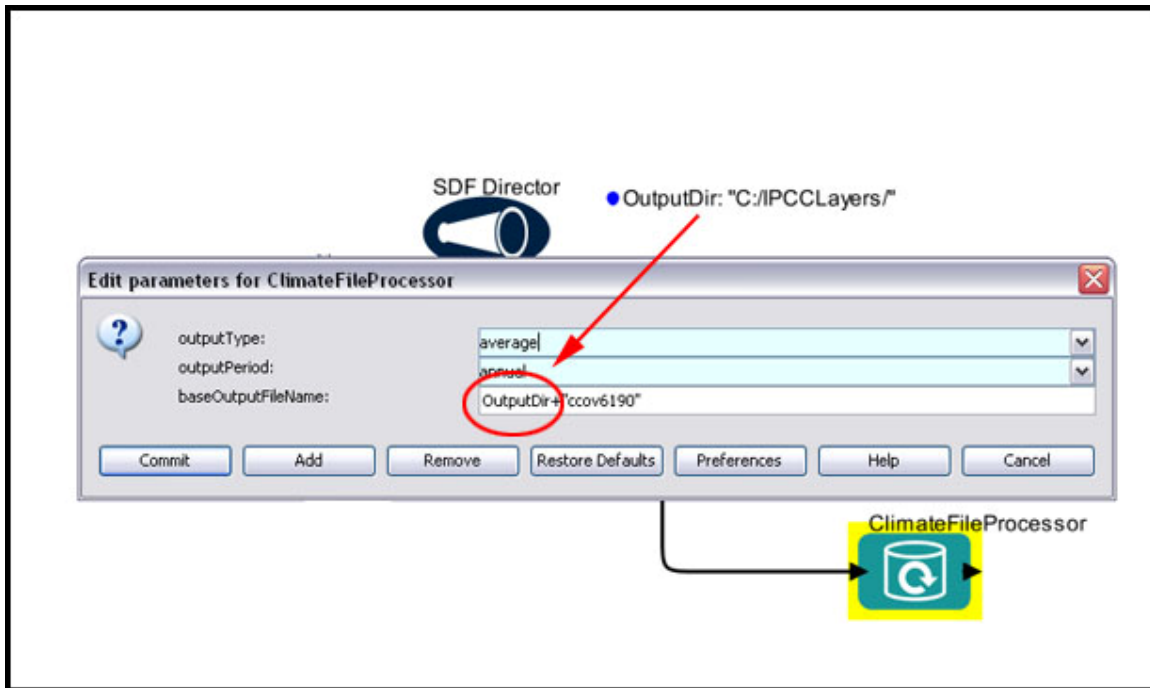 SDF Director
OutputDir: "C:/IPCCLayers/"
Edit parameters for ClimateFileProcessor
?
outputType:
average
outputPeriod:
annual
baseOutputFileName:
OutputDir+"ccov6190"
Commit
Add
Remove
Restore Defaults
Preferences
Help
Cancel
ClimateFileProcessor